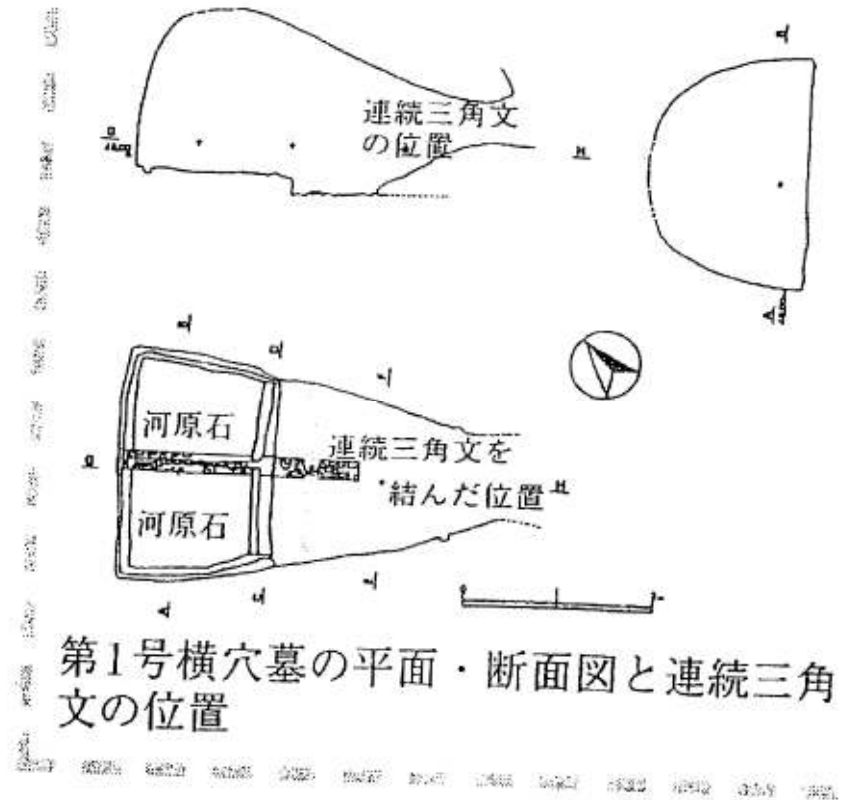 連続三角文
の位置
H
河原石
連続三角文を
結んだ位置 H
河原石
第1号横穴墓の平面・断面図と連続三角
文の位置